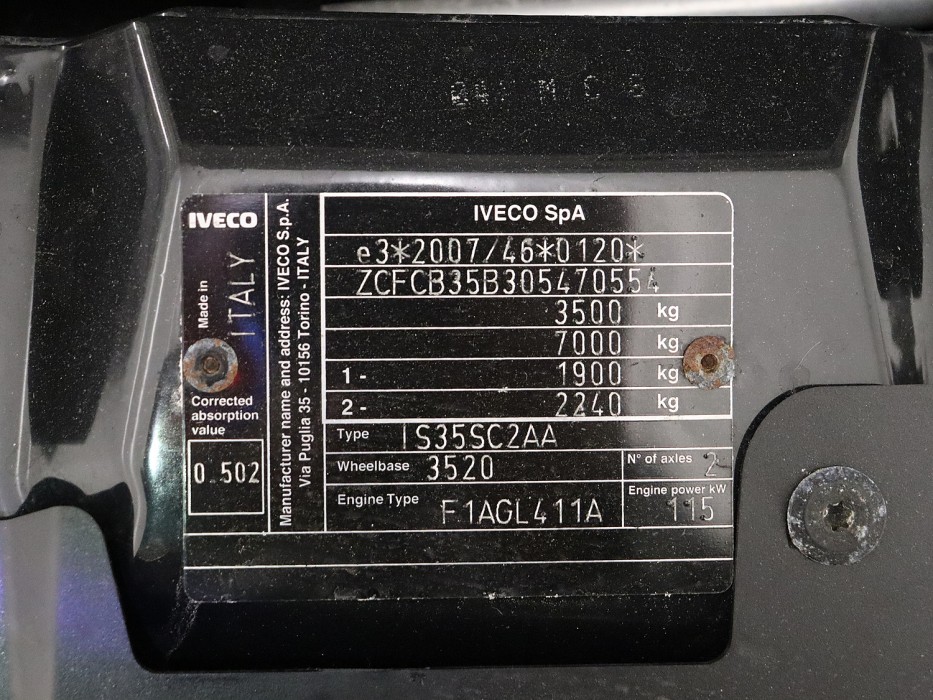 IVECO
Made in
ITALY
Corrected
absorption
value
0.502
Manufacturer name and address: IVECO S.p.A.
Via Puglia 35 - 10156 Torino - ITALY
IVECO SpA
e3*2007/46*0120*
ZCFCB35B305470554
3500 kg
7000 kg
1 - 1900 kg
2 - 2240 kg
Type IS35SC2AA
Wheelbase 3520
N° of axles 2
Engine Type F1AGL411A
Engine power kW
115